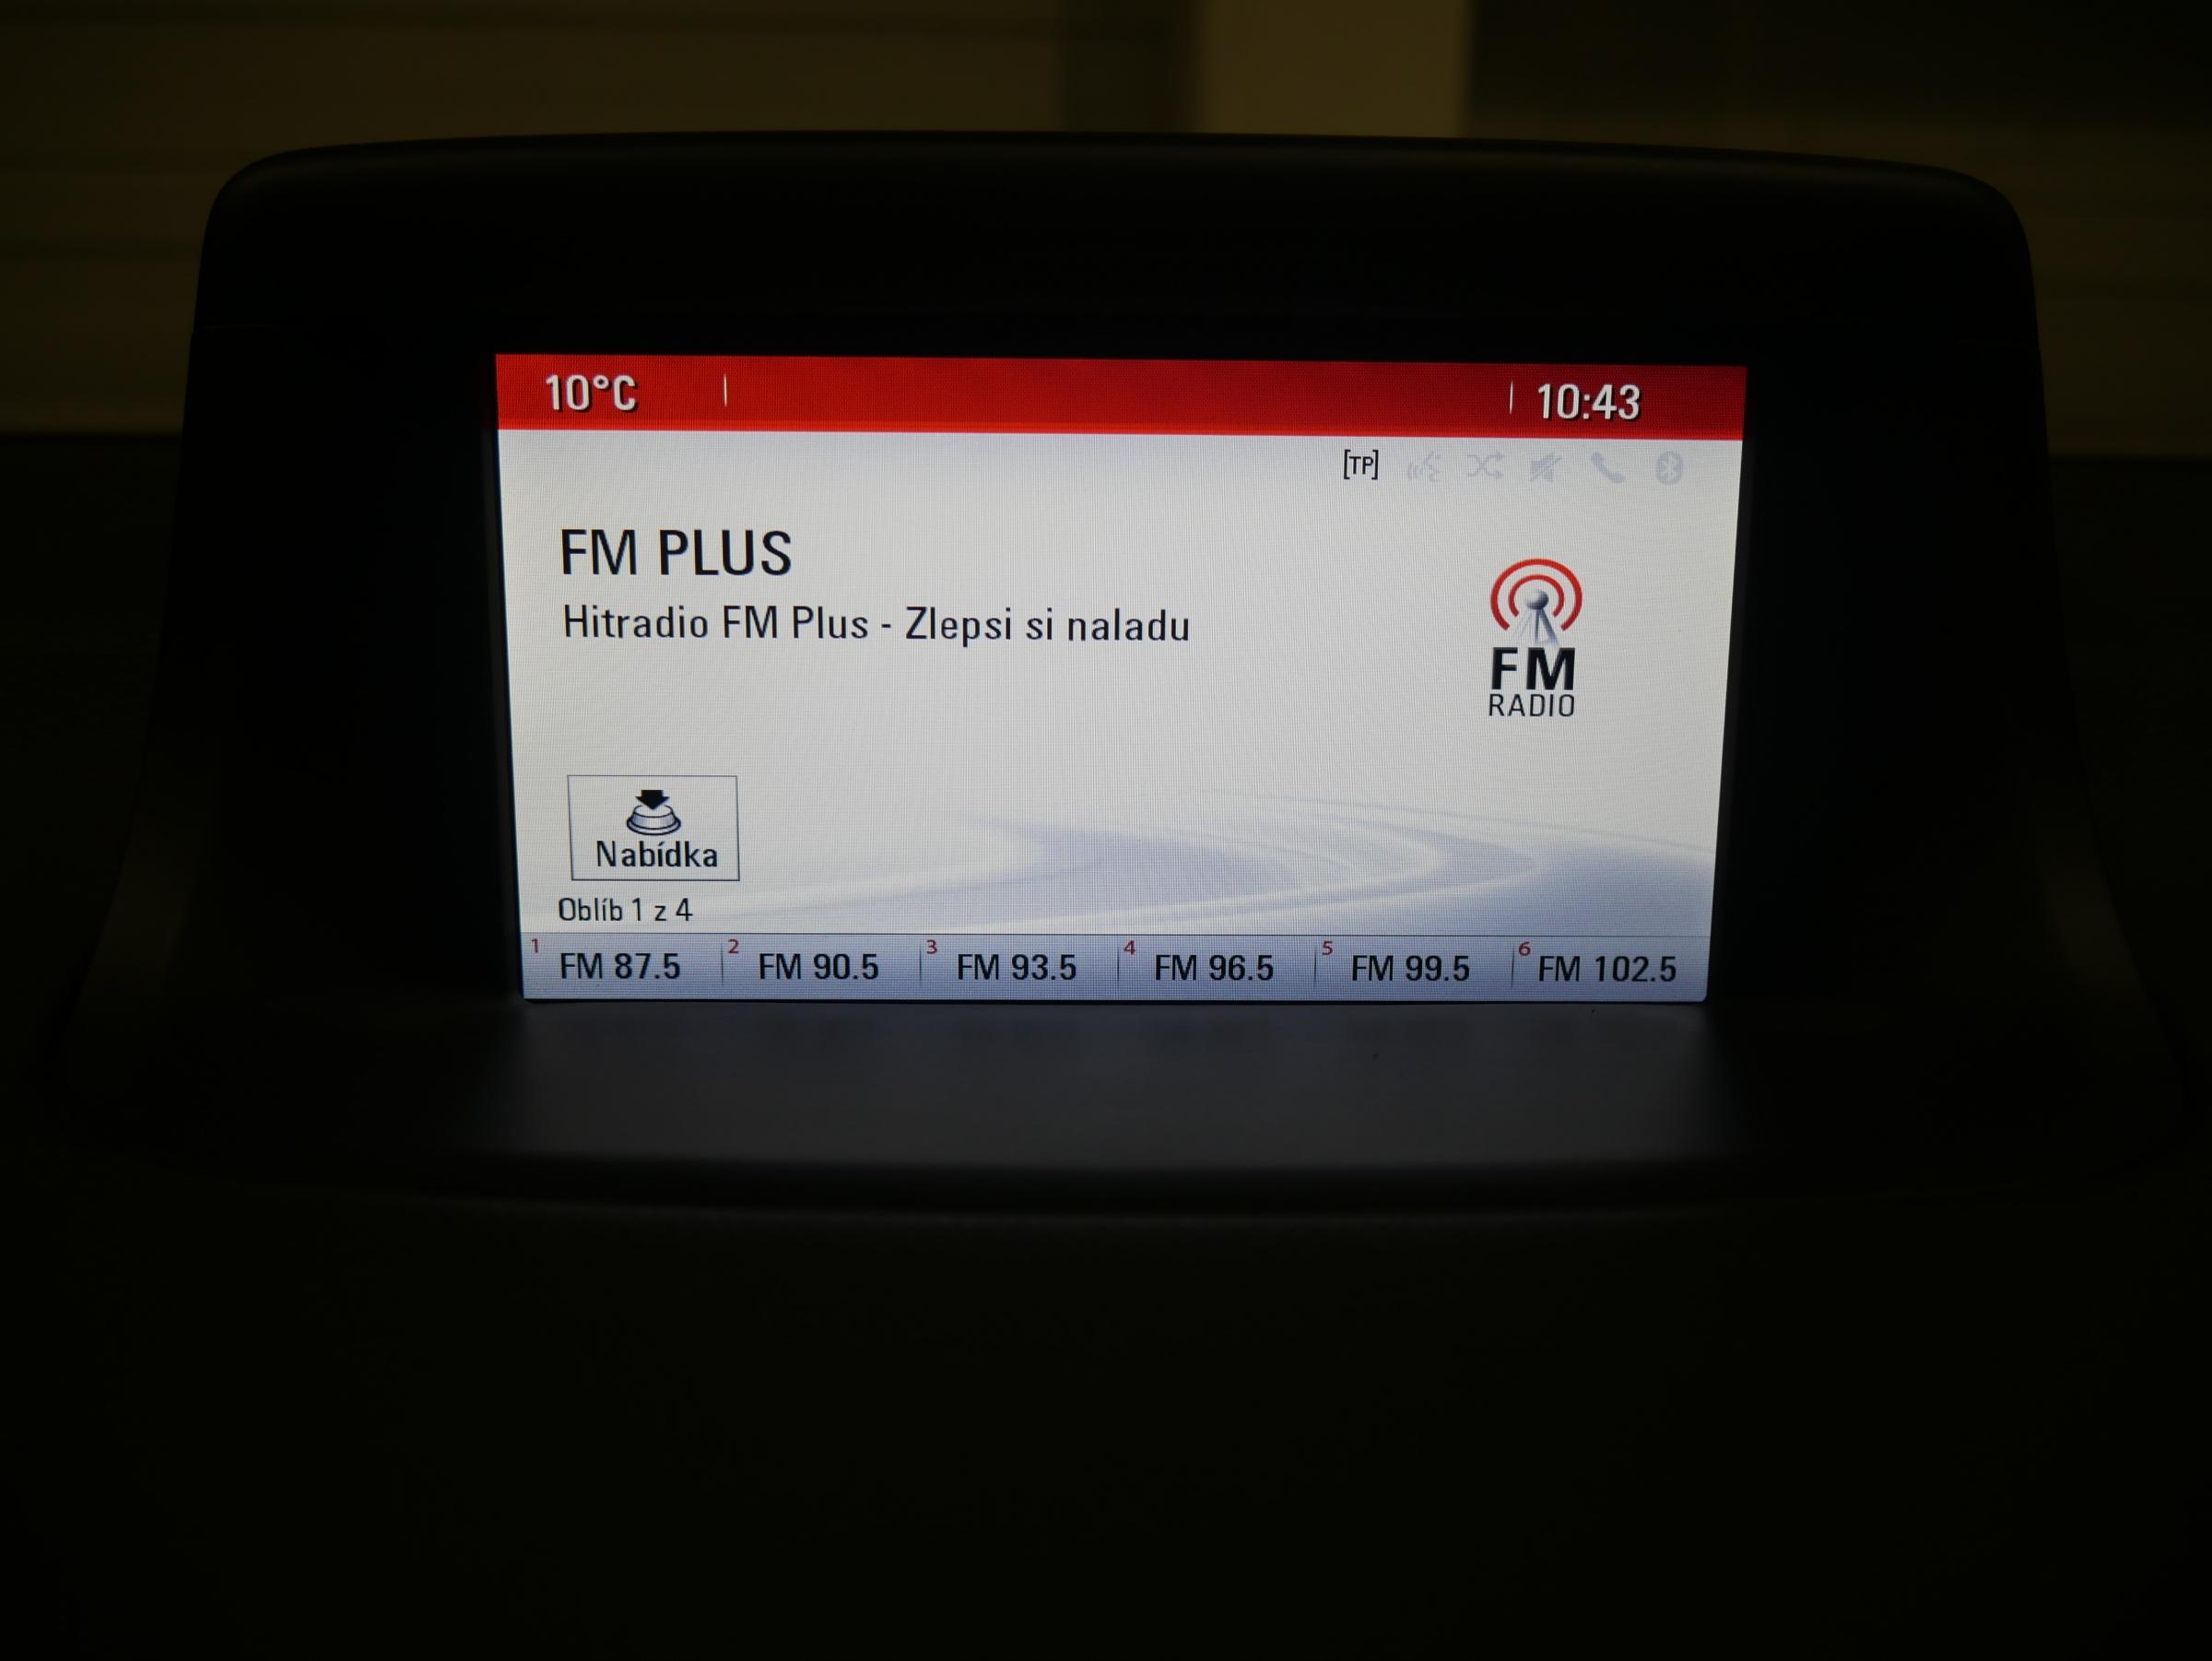 10°C 10:43
[TP]
FM PLUS
Hitradio FM Plus - Zlepsi si naladu
FM
RADIO
Nabídka
Oblíb 1 z 4
1 FM 87.5 2 FM 90.5 3 FM 93.5 4 FM 96.5 5 FM 99.5 6 FM 102.5